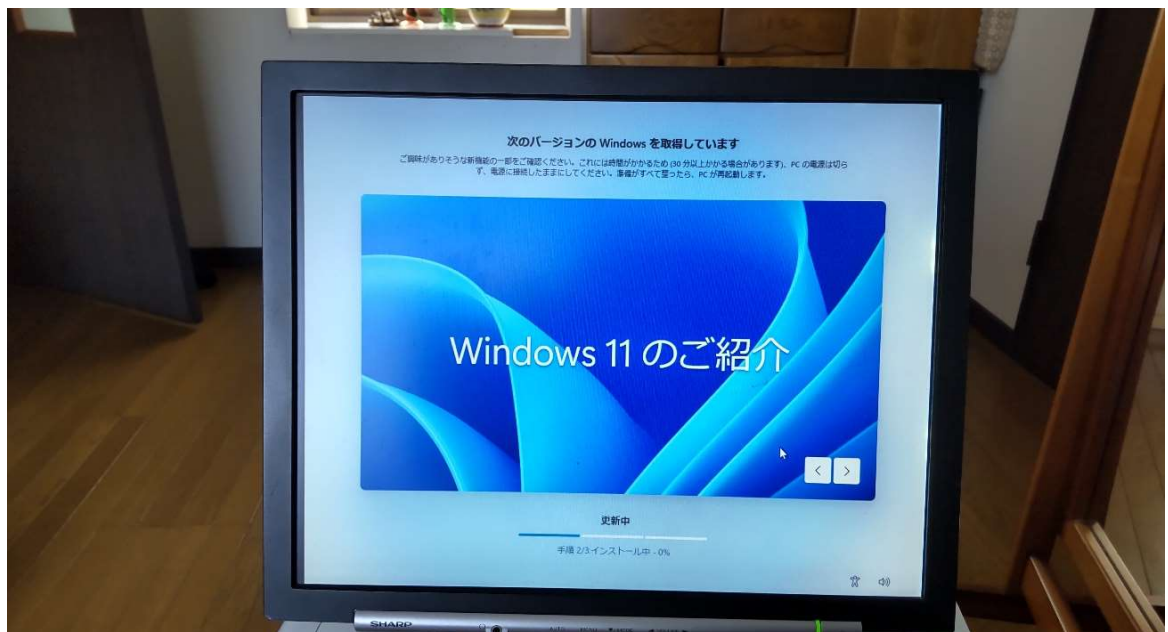 次のバージョンの Windows を取得しています
ご興味がありそうな新機能の一部をご確認ください。これには時間がかかるため (30 分以上かかる場合があります)、PC の電源は切ら
ず、電源に接続したままにしてください。準備がすべて整ったら、PC が再起動します。
Windows 11 のご紹介
更新中
手順 2/3:インストール中 - 0%
SHARP